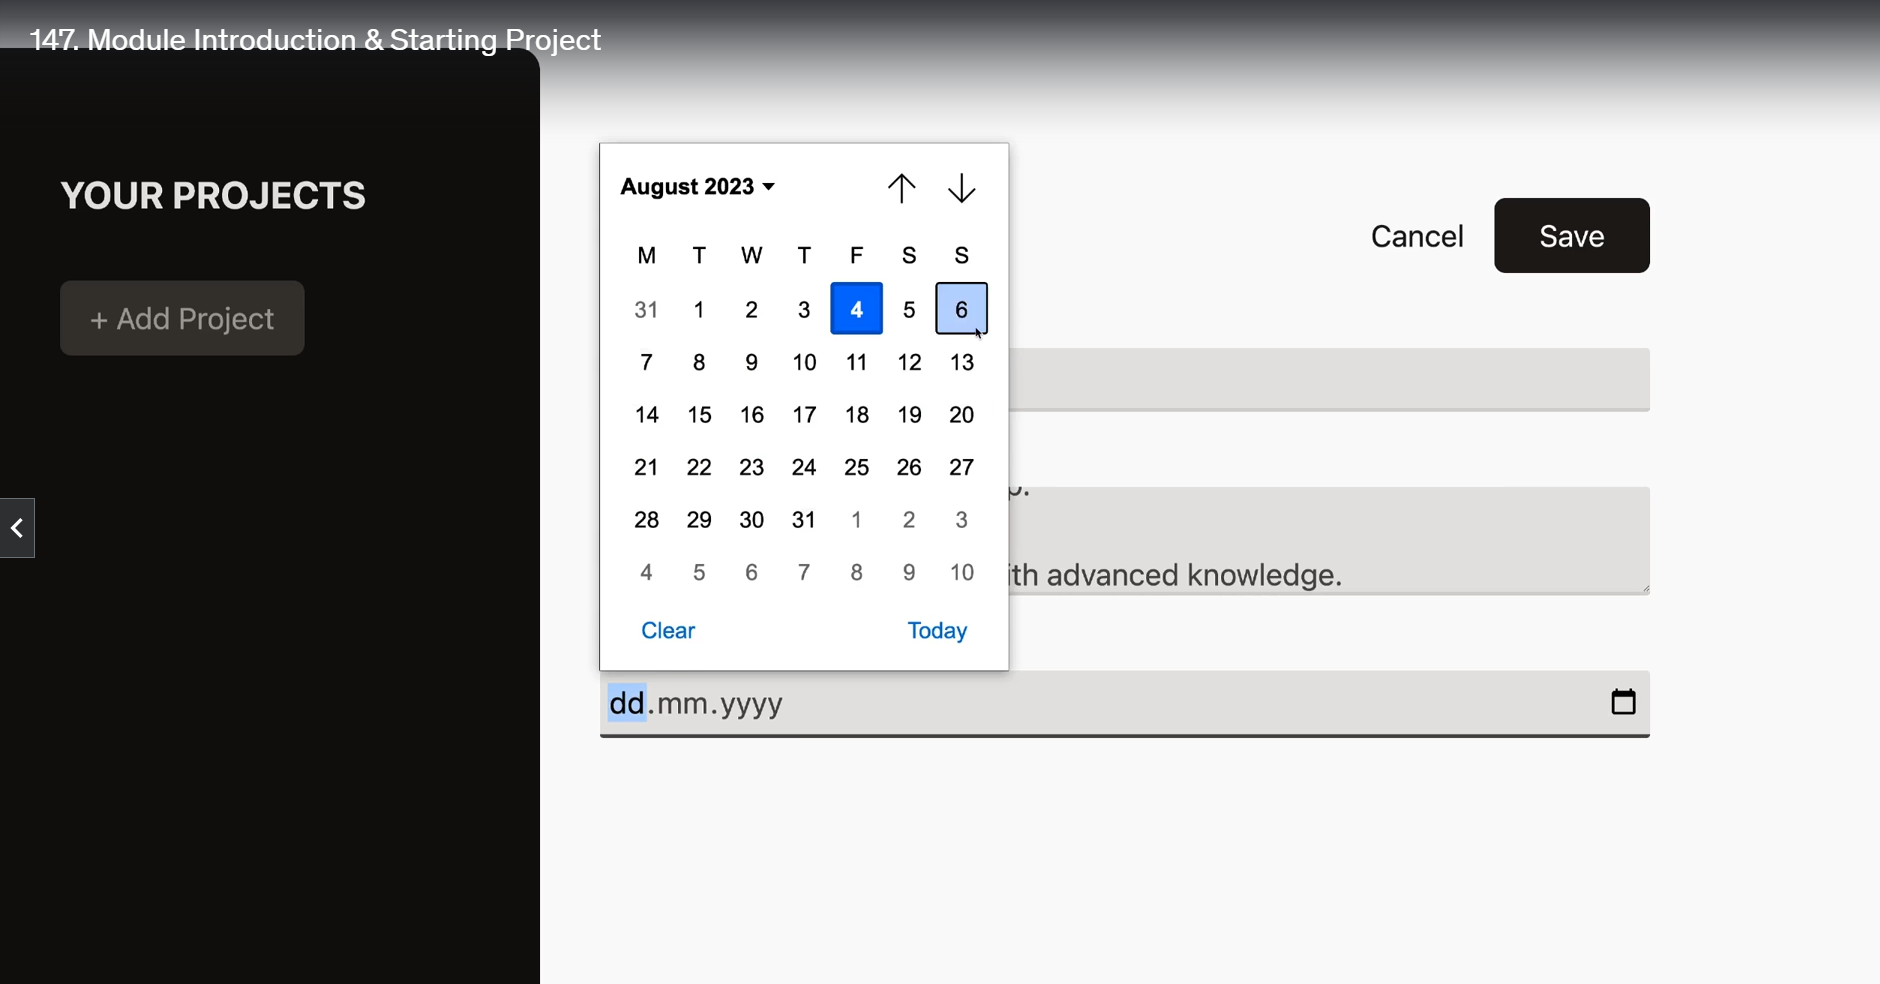 147. Module Introduction & Starting Project
YOUR PROJECTS
+ Add Project
August 2023
M T W T F S S
31 1 2 3 4 5 6
7 8 9 10 11 12 13
14 15 16 17 18 19 20
21 22 23 24 25 26 27
28 29 30 31 1 2 3
4 5 6 7 8 9 10
Clear Today
Cancel Save
advanced knowledge.
dd.mm.yyyy